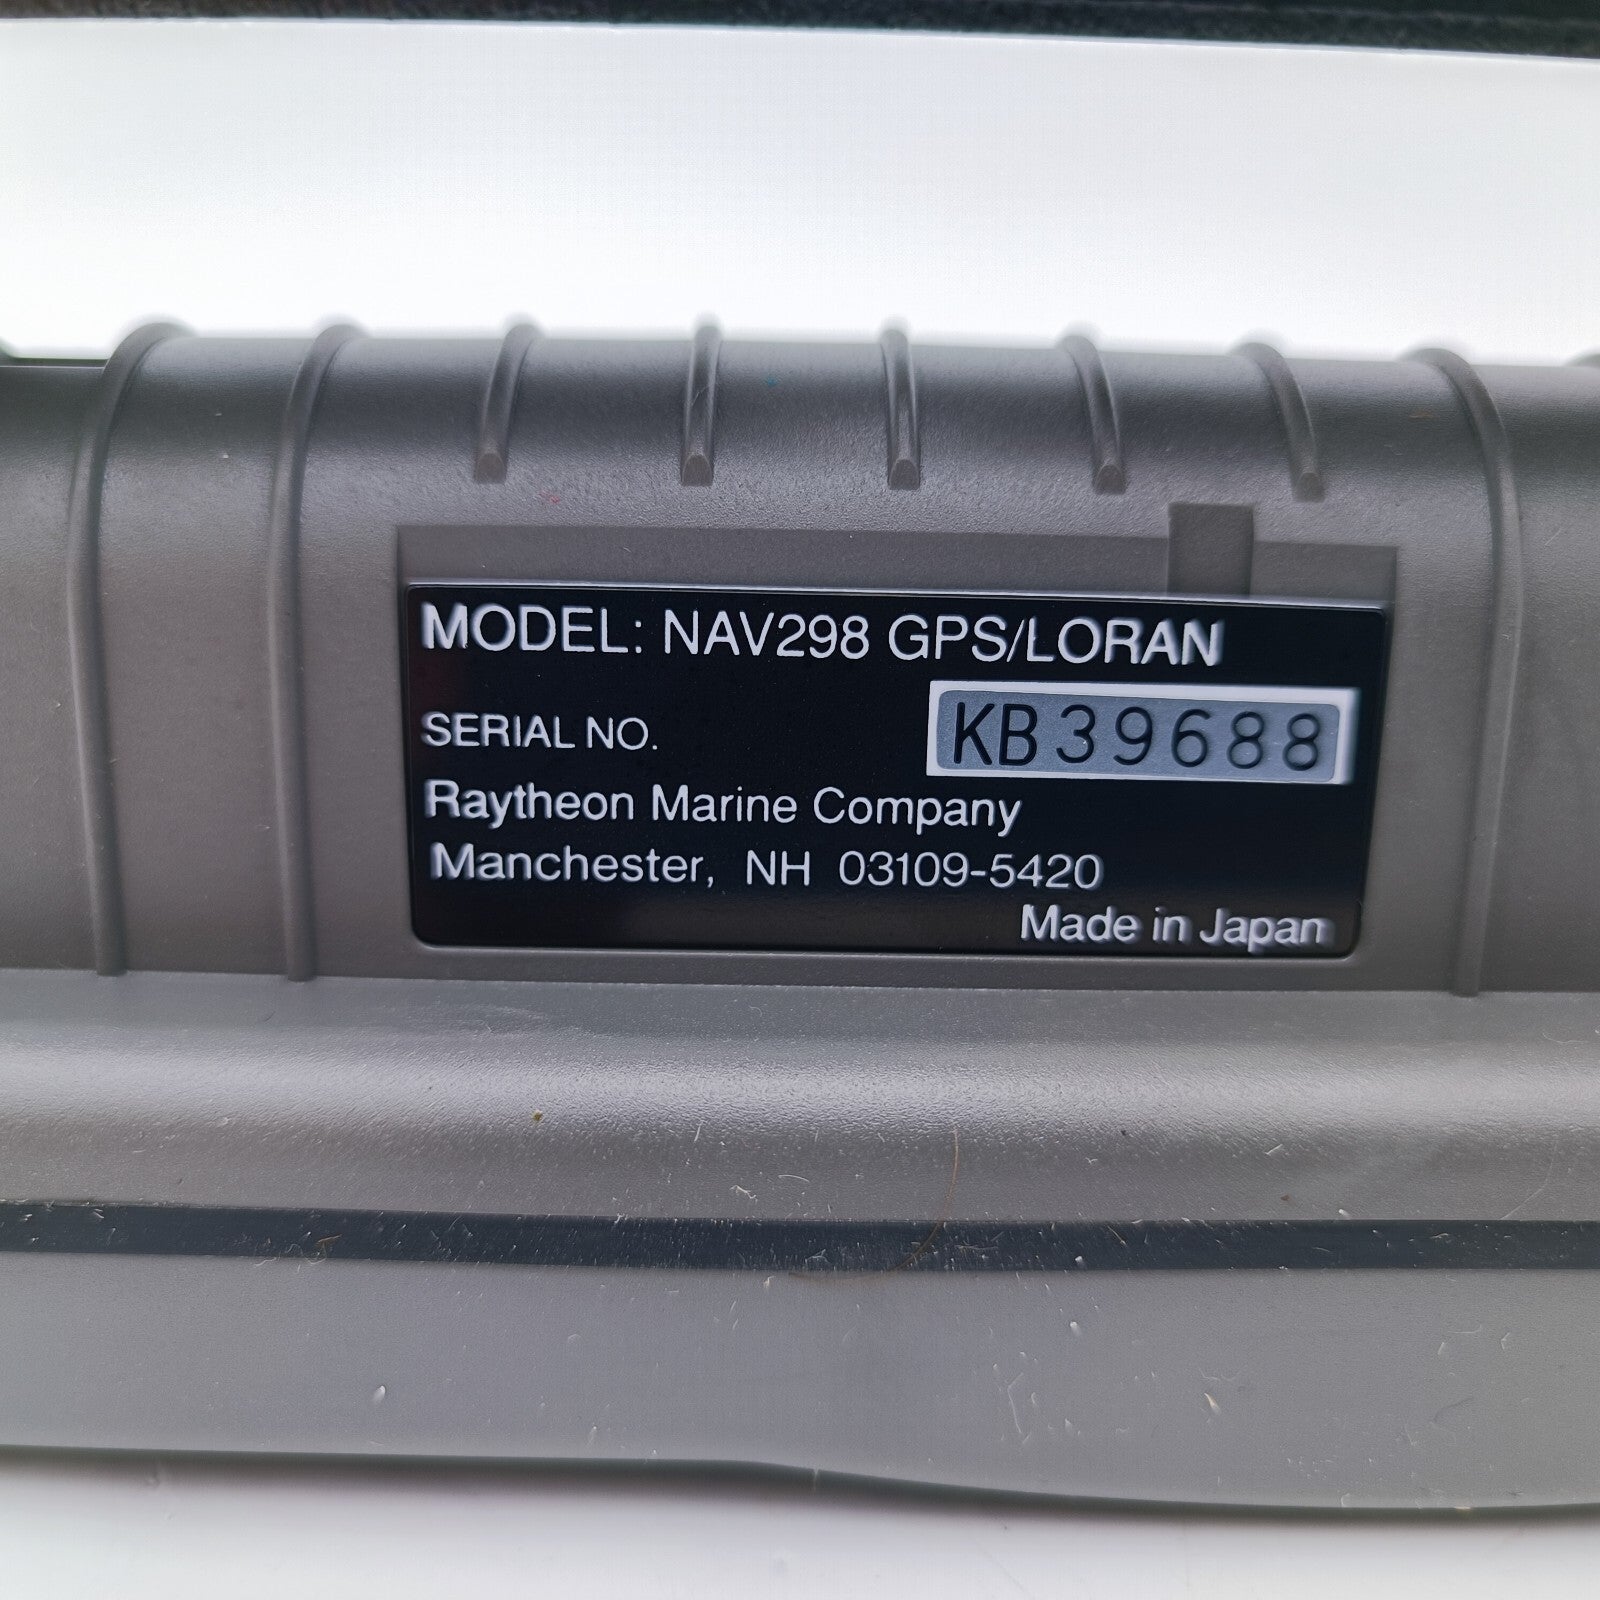 MODEL: NAV298 GPS/LORAN
SERIAL NO. KB39688
Raytheon Marine Company
Manchester, NH 03109-5420
Made in Japan